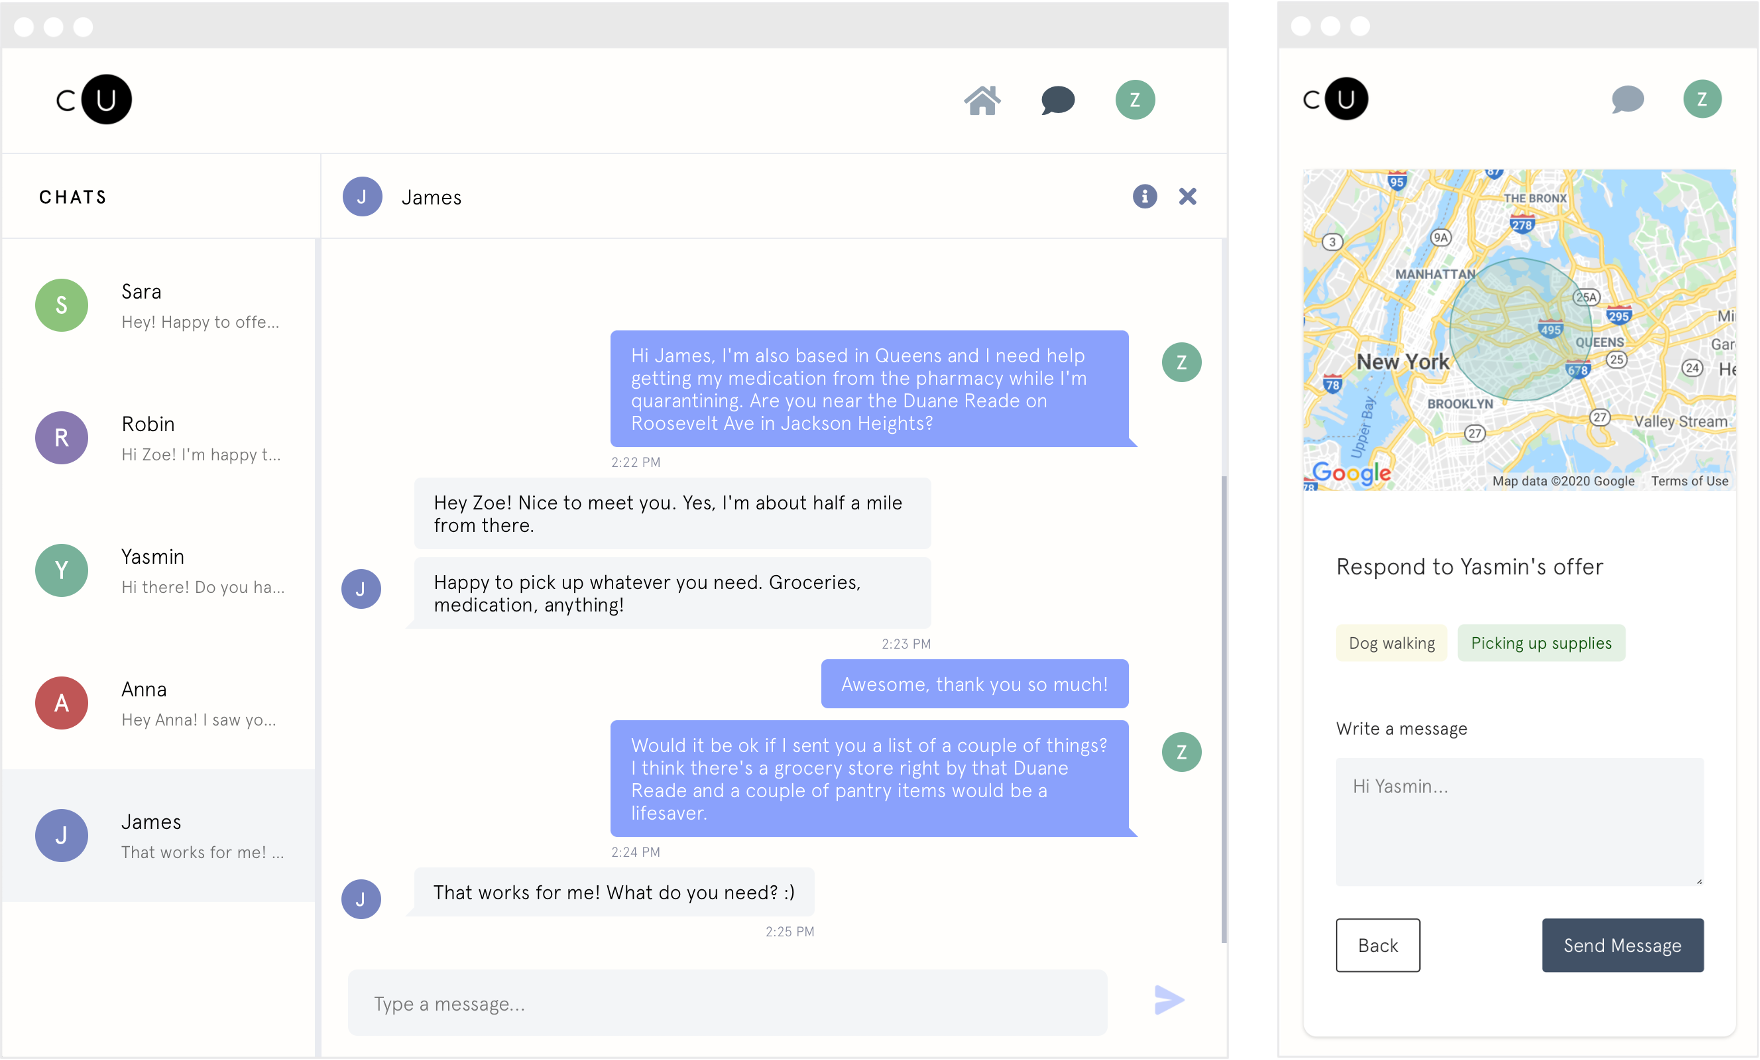 C U
Z
CHATS
J
James
S
Sara
Hey! Happy to offe...
R
Robin
Hi Zoe! I'm happy t...
Y
Yasmin
Hi there! Do you ha...
A
Anna
Hey Anna! I saw yo...
J
James
That works for me! ...
Hi James, I'm also based in Queens and I need help
getting my medication from the pharmacy while I'm
quarantining. Are you near the Duane Reade on
Roosevelt Ave in Jackson Heights?
Z
2:22 PM
Hey Zoe! Nice to meet you. Yes, I'm about half a mile
from there.
Happy to pick up whatever you need. Groceries,
medication, anything!
J
2:23 PM
Awesome, thank you so much!
Would it be ok if I sent you a list of a couple of things?
I think there's a grocery store right by that Duane
Reade and a couple of pantry items would be a
lifesaver.
Z
2:24 PM
That works for me! What do you need? :)
J
2:25 PM
Type a message...
C U
Z
95
87
THE BRONX
278
9A
3
MANHATTAN
25A
295
495
Mi
QUEENS
Gar
25
New York
678
24
He
78
BROOKLYN
27
Valley Stream
27
Upper Bay
Google
78
Map data ©2020 Google
Terms of Use
Respond to Yasmin's offer
Dog walking
Picking up supplies
Write a message
Hi Yasmin...
Back
Send Message